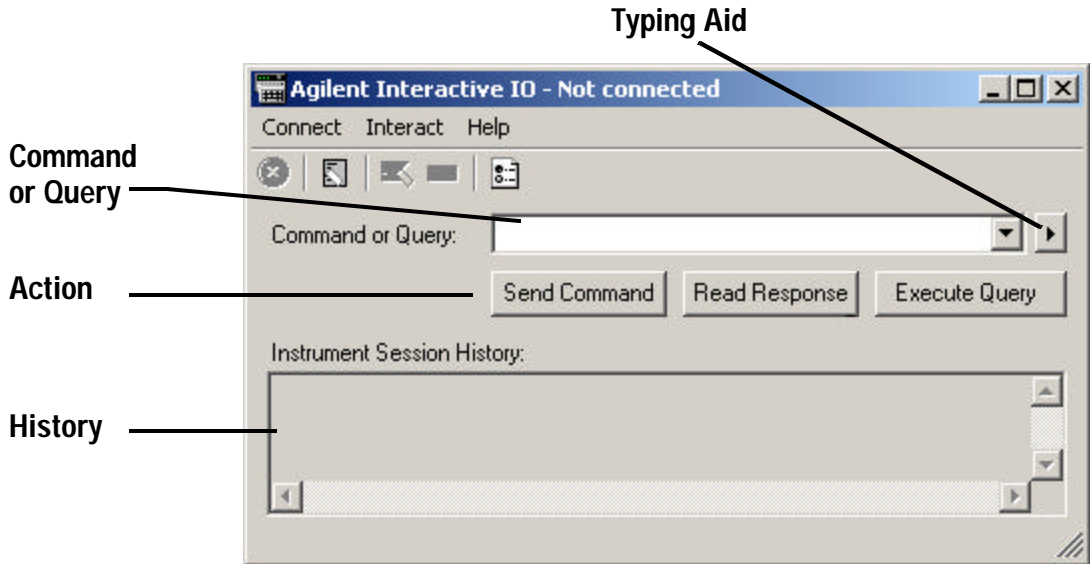 Typing Aid
Agilent Interactive IO - Not connected
Connect Interact Help
Command
or Query
Command or Query:
Action
Send Command Read Response Execute Query
Instrument Session History:
History